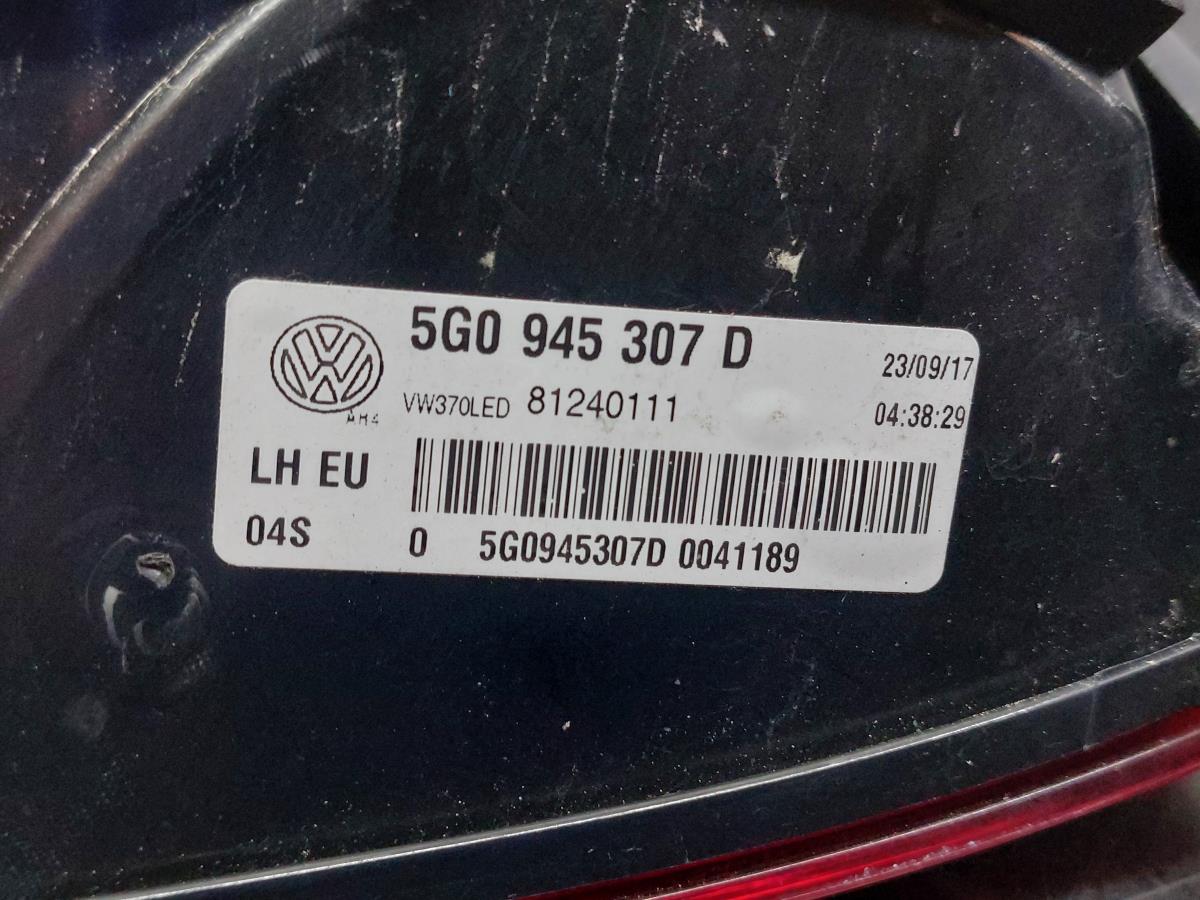 5G0 945 307 D
23/09/17
VW370LED 81240111
04:38:29
LH EU
04S
0 5G0945307D 0041189